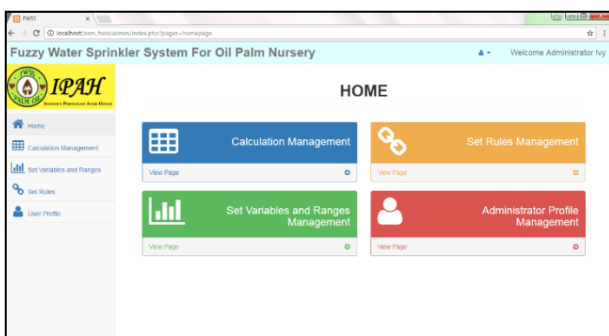 FWSS
localhost/psm_fwss/admin/index.php?pages=homepage
Fuzzy Water Sprinkler System For Oil Palm Nursery
Welcome Administrator Ivy
IPAH
HOME
Home
Calculation Management
Set Variables and Ranges
Set Rules
User Profile
Calculation Management
View Page
Set Rules Management
View Page
Set Variables and Ranges
Management
View Page
Administrator Profile
Management
View Page